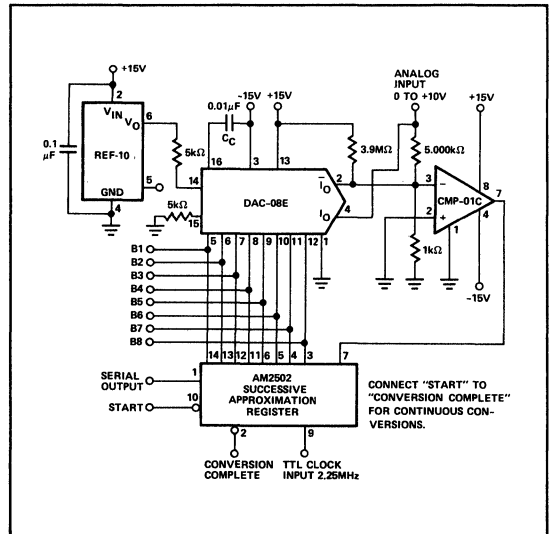 +15V
2
VIN
VO
6
REF-10
0.1
µF
5
GND
4
5kΩ
0.01µF
CC
-15V
+15V
16
3
13
14
5kΩ
15
DAC-08E
3.9MΩ
IO
2
IO
4
ANALOG
INPUT
0 TO +10V
5.000kΩ
1kΩ
+15V
3
−
8
CMP-01C
7
2
+
4
1
-15V
5 6 7 8 9 10 11 12 1
B1
B2
B3
B4
B5
B6
B7
B8
14 13 12 11 6 5 4 3 7
SERIAL
OUTPUT
1
START
10
AM2502
SUCCESSIVE
APPROXIMATION
REGISTER
2
9
CONVERSION
COMPLETE
TTL CLOCK
INPUT 2.25MHz
CONNECT "START" TO
"CONVERSION COMPLETE"
FOR CONTINUOUS CON-
VERSIONS.